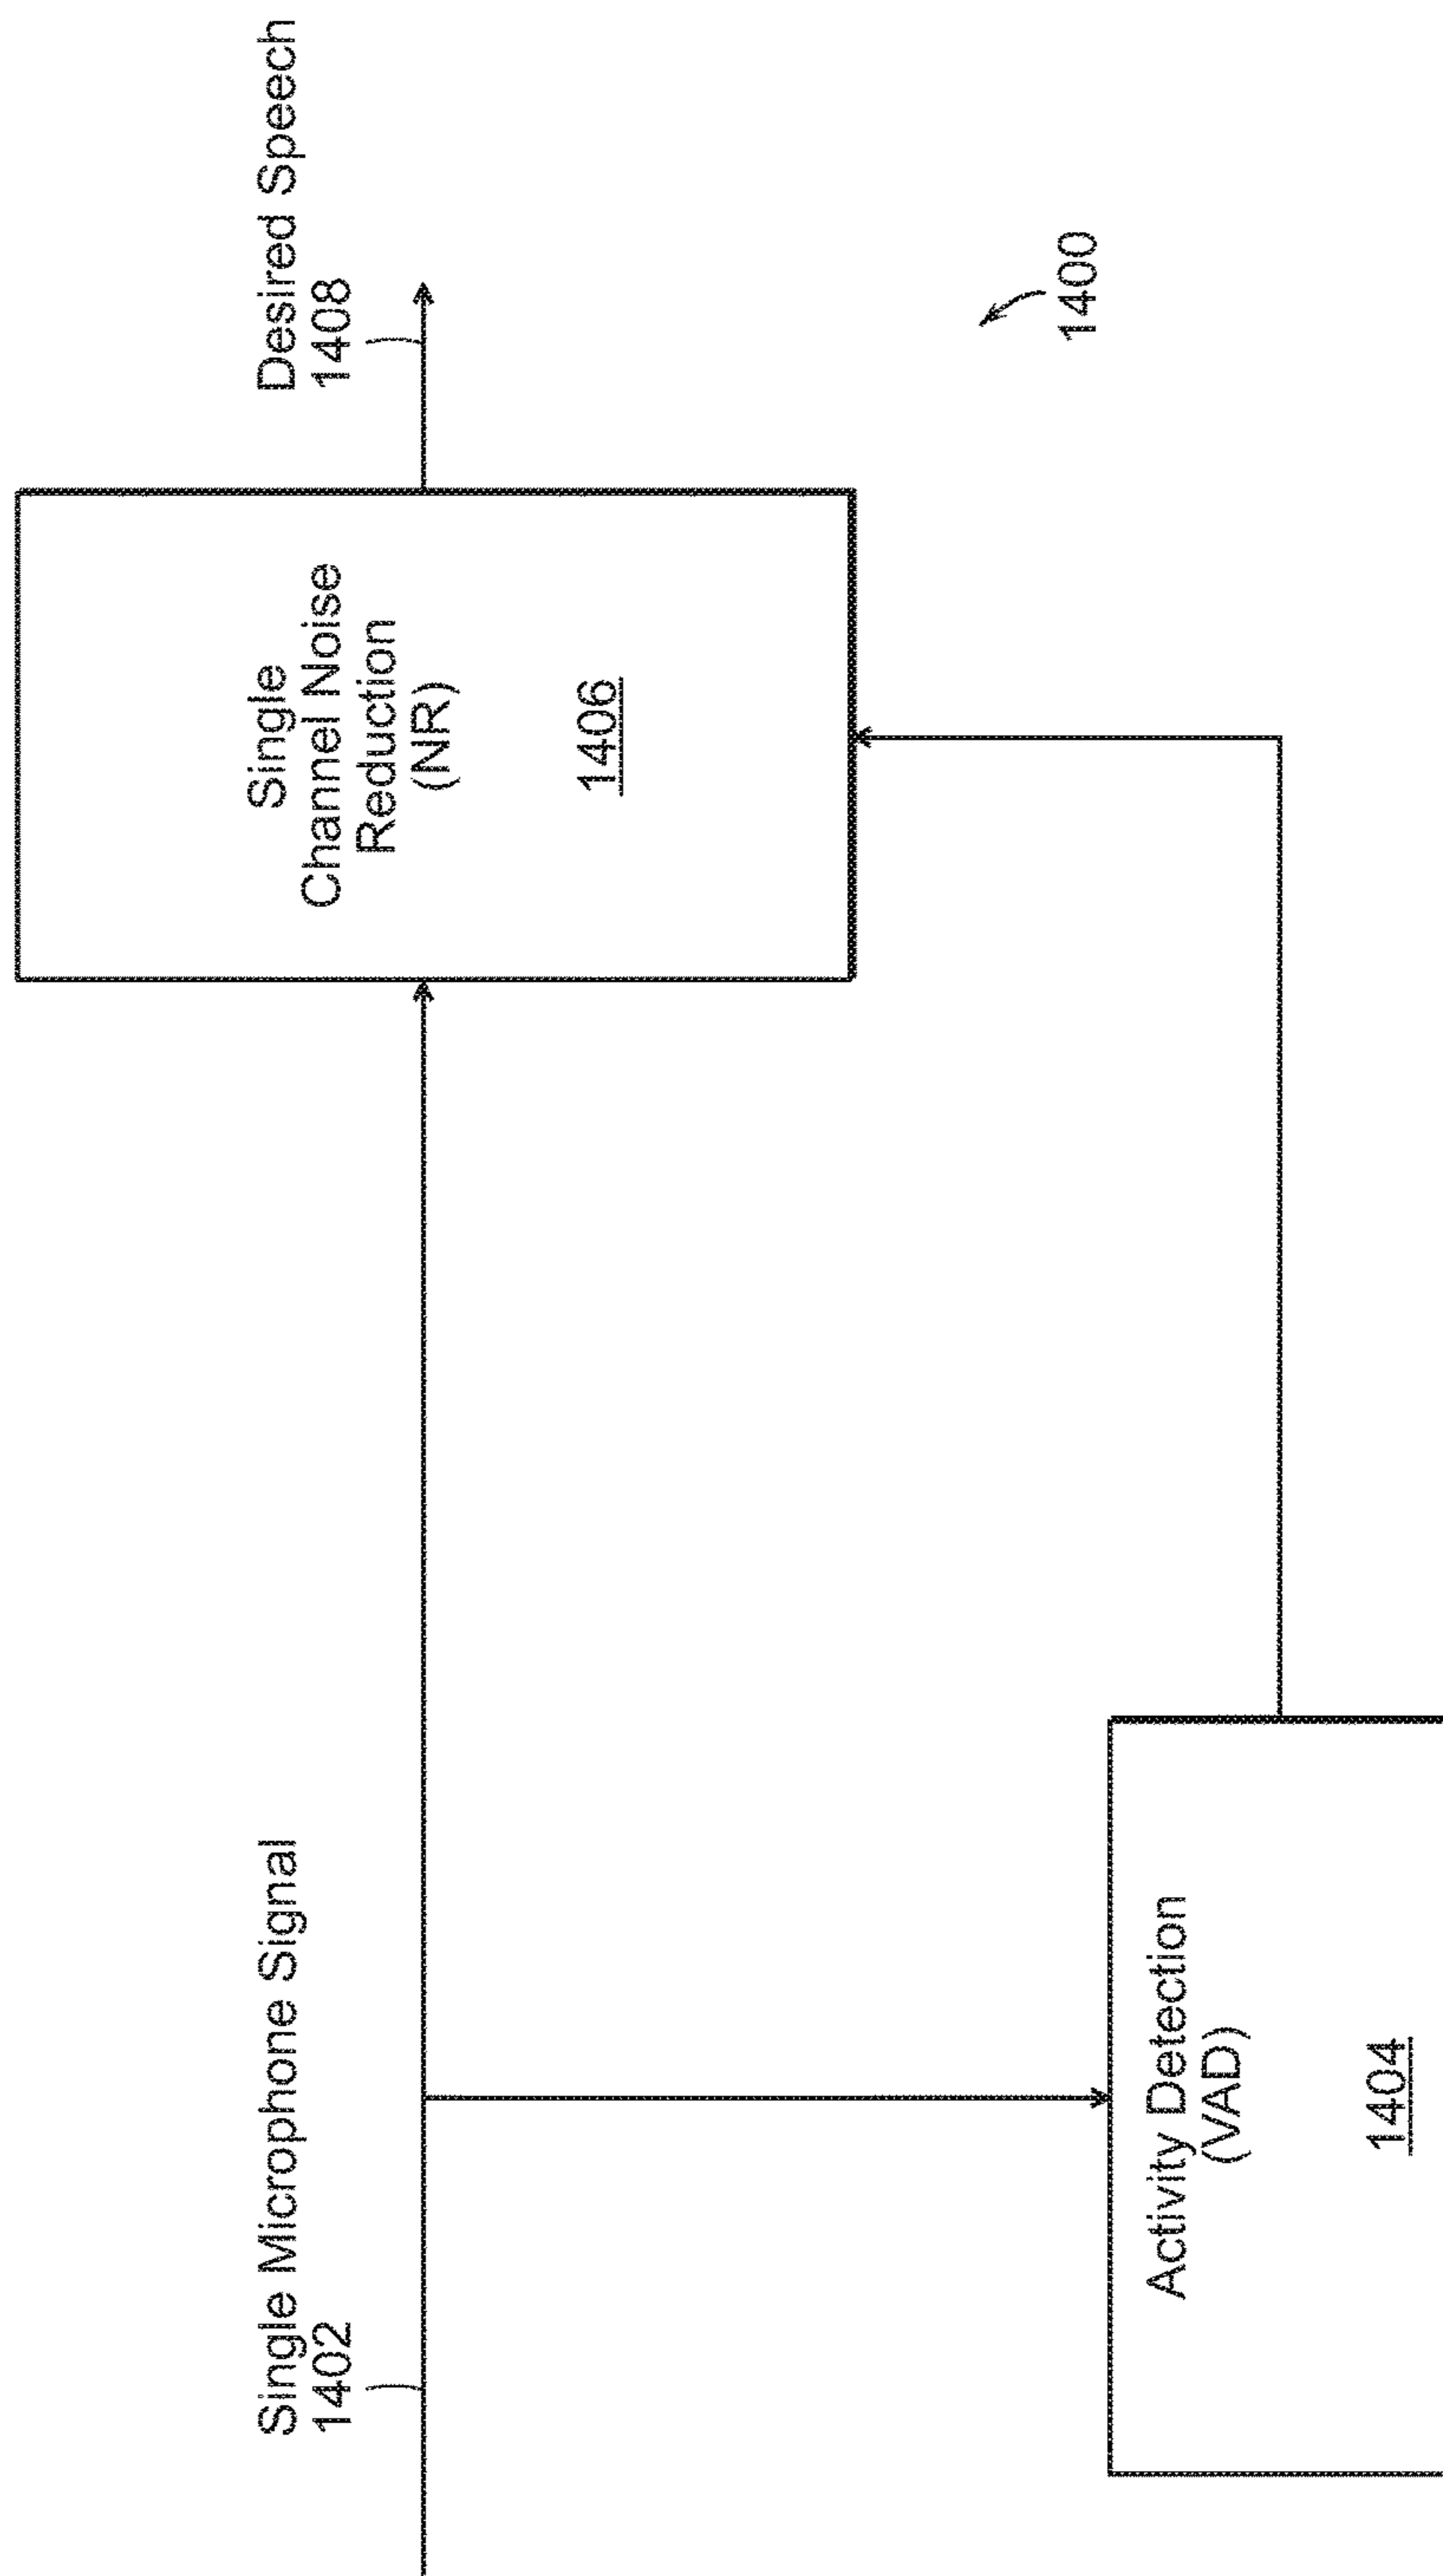 Single Microphone Signal
1402
Single
Channel Noise
Reduction
(NR)
1406
Desired Speech
1408
Activity Detection
(VAD)
1404
1400